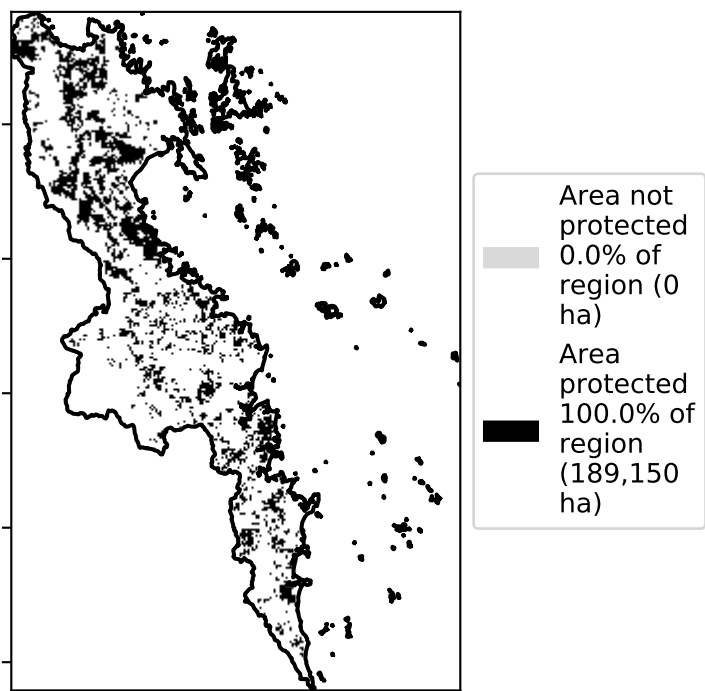 Area not
protected
0.0% of
region (0
ha)
Area
protected
100.0% of
region
(189,150
ha)